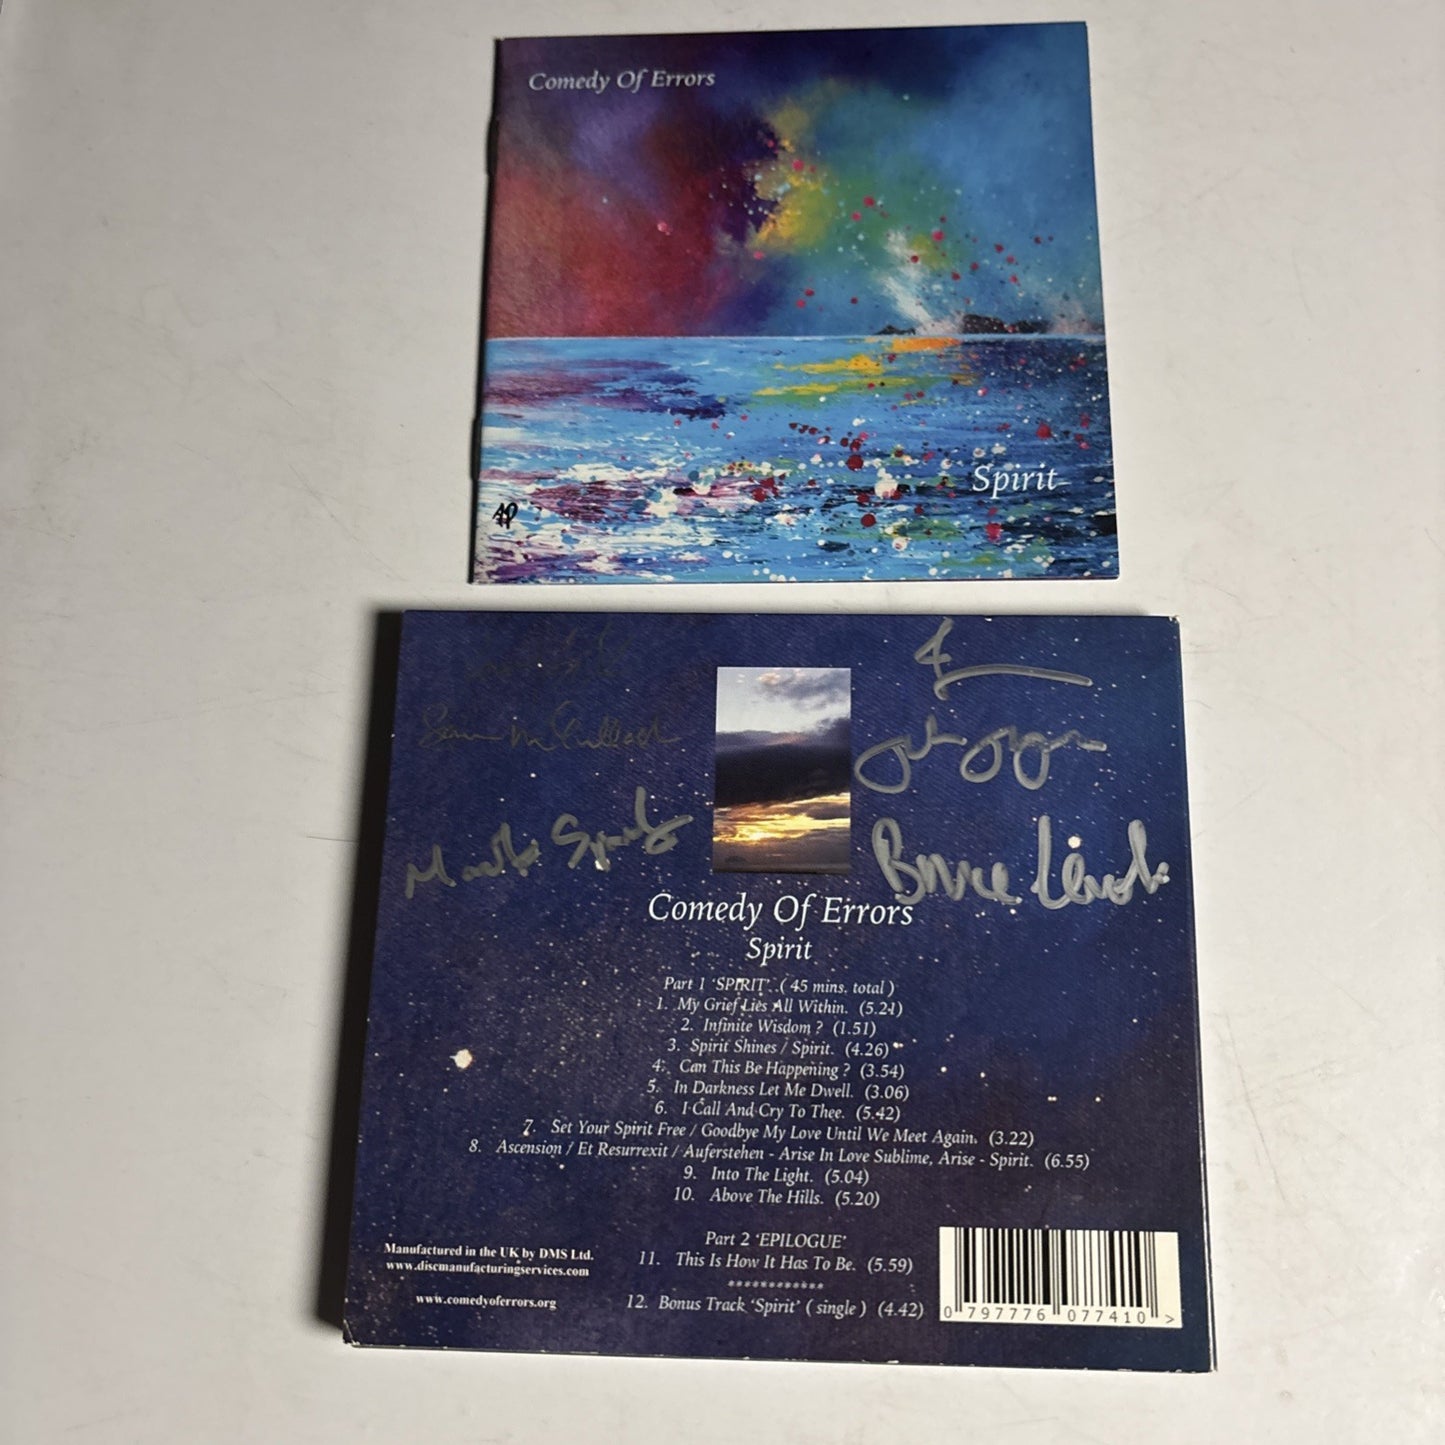 Comedy Of Errors
Spirit
AP
Bruce Levick
Comedy Of Errors
Spirit
Part 1 'SPIRIT'. ( 45 mins. total )
1. My Grief Lies All Within. (5.21)
2. Infinite Wisdom ? (1.51)
3. Spirit Shines / Spirit. (4.26)
4. Can This Be Happening ? (3.54)
5. In Darkness Let Me Dwell. (3.06)
6. I Call And Cry To Thee. (5.42)
7. Set Your Spirit Free / Goodbye My Love Until We Meet Again. (3.22)
8. Ascension / Et Resurrexit / Auferstehen - Arise In Love Sublime, Arise - Spirit. (6.55)
9. Into The Light. (5.04)
10. Above The Hills. (5.20)
Part 2 'EPILOGUE'
11. This Is How It Has To Be. (5.59)
************
12. Bonus Track 'Spirit' ( single ) (4.42)
Manufactured in the UK by DMS Ltd.
www.discmanufacturingservices.com
www.comedyoferrors.org
0 797776 077410 >